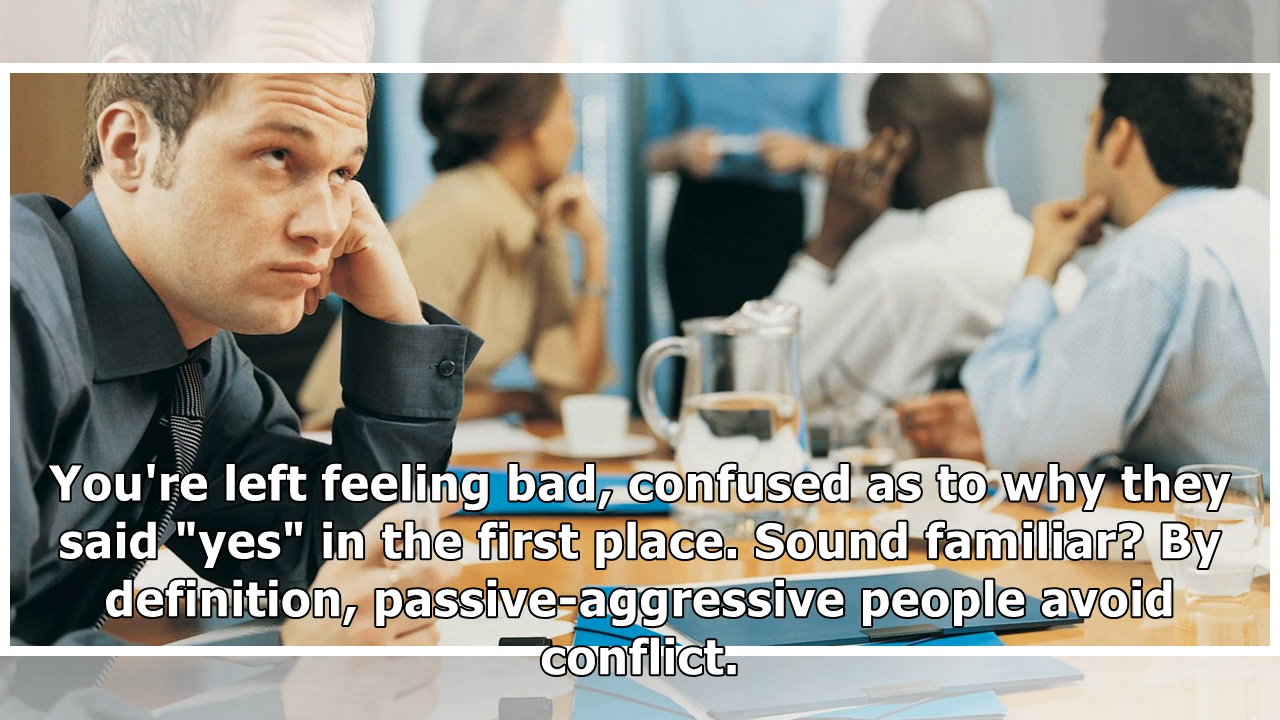 You're left feeling bad, confused as to why they
said "yes" in the first place. Sound familiar? By
definition, passive-aggressive people avoid
conflict.